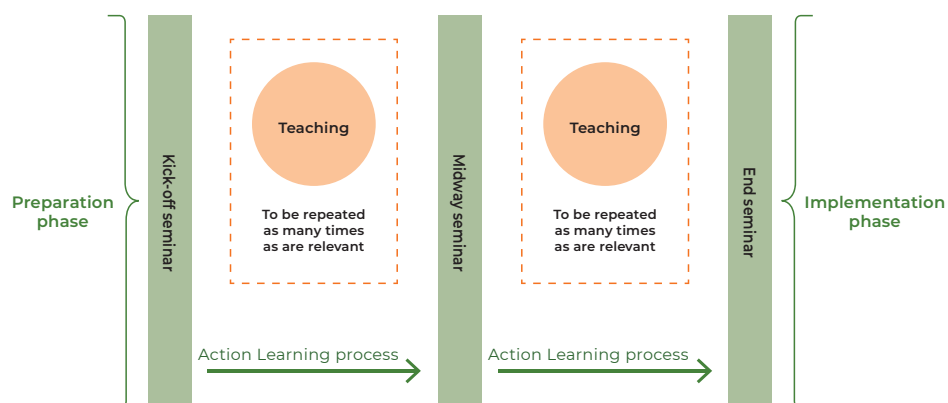 Preparation
phase
Kick-off seminar
Teaching
To be repeated
as many times
as are relevant
Action Learning process
Midway seminar
Teaching
To be repeated
as many times
as are relevant
Action Learning process
End seminar
Implementation
phase